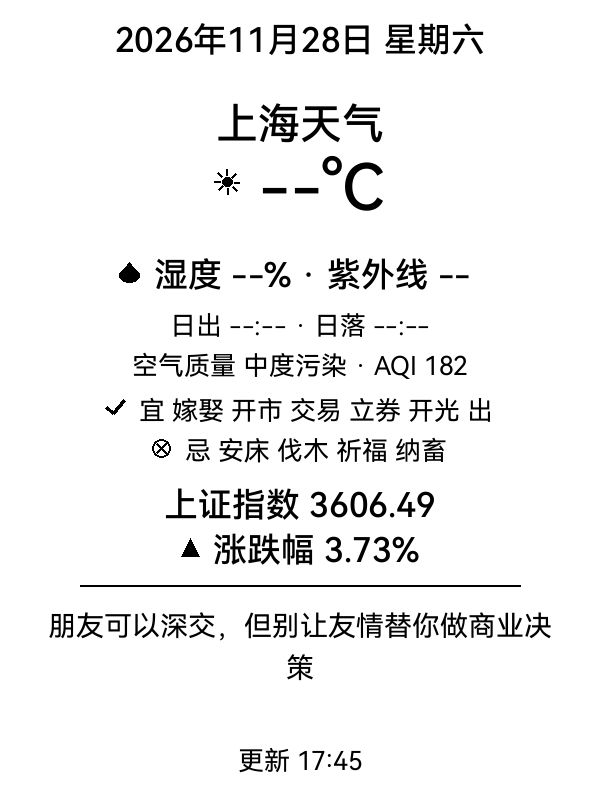 2026年11月28日 星期六
上海天气
--°C
湿度 --% · 紫外线 --
日出 --:-- · 日落 --:--
空气质量 中度污染 · AQI 182
宜 嫁娶 开市 交易 立券 开光 出
忌 安床 伐木 祈福 纳畜
上证指数 3606.49
▲ 涨跌幅 3.73%
朋友可以深交，但别让友情替你做商业决
策
更新 17:45